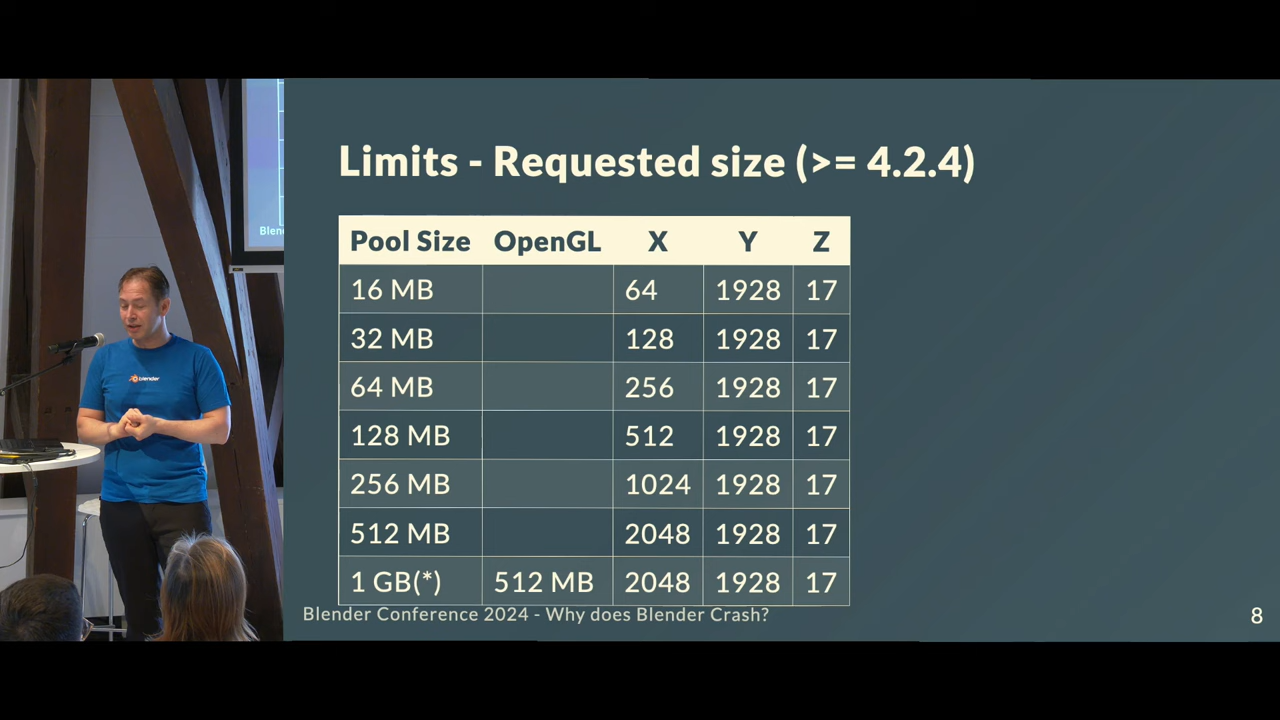 Limits - Requested size (>= 4.2.4)
Pool Size OpenGL X Y Z
16 MB 64 1928 17
32 MB 128 1928 17
64 MB 256 1928 17
128 MB 512 1928 17
256 MB 1024 1928 17
512 MB 2048 1928 17
1 GB(*) 512 MB 2048 1928 17
Blender Conference 2024 - Why does Blender Crash?
8
Blen
blender